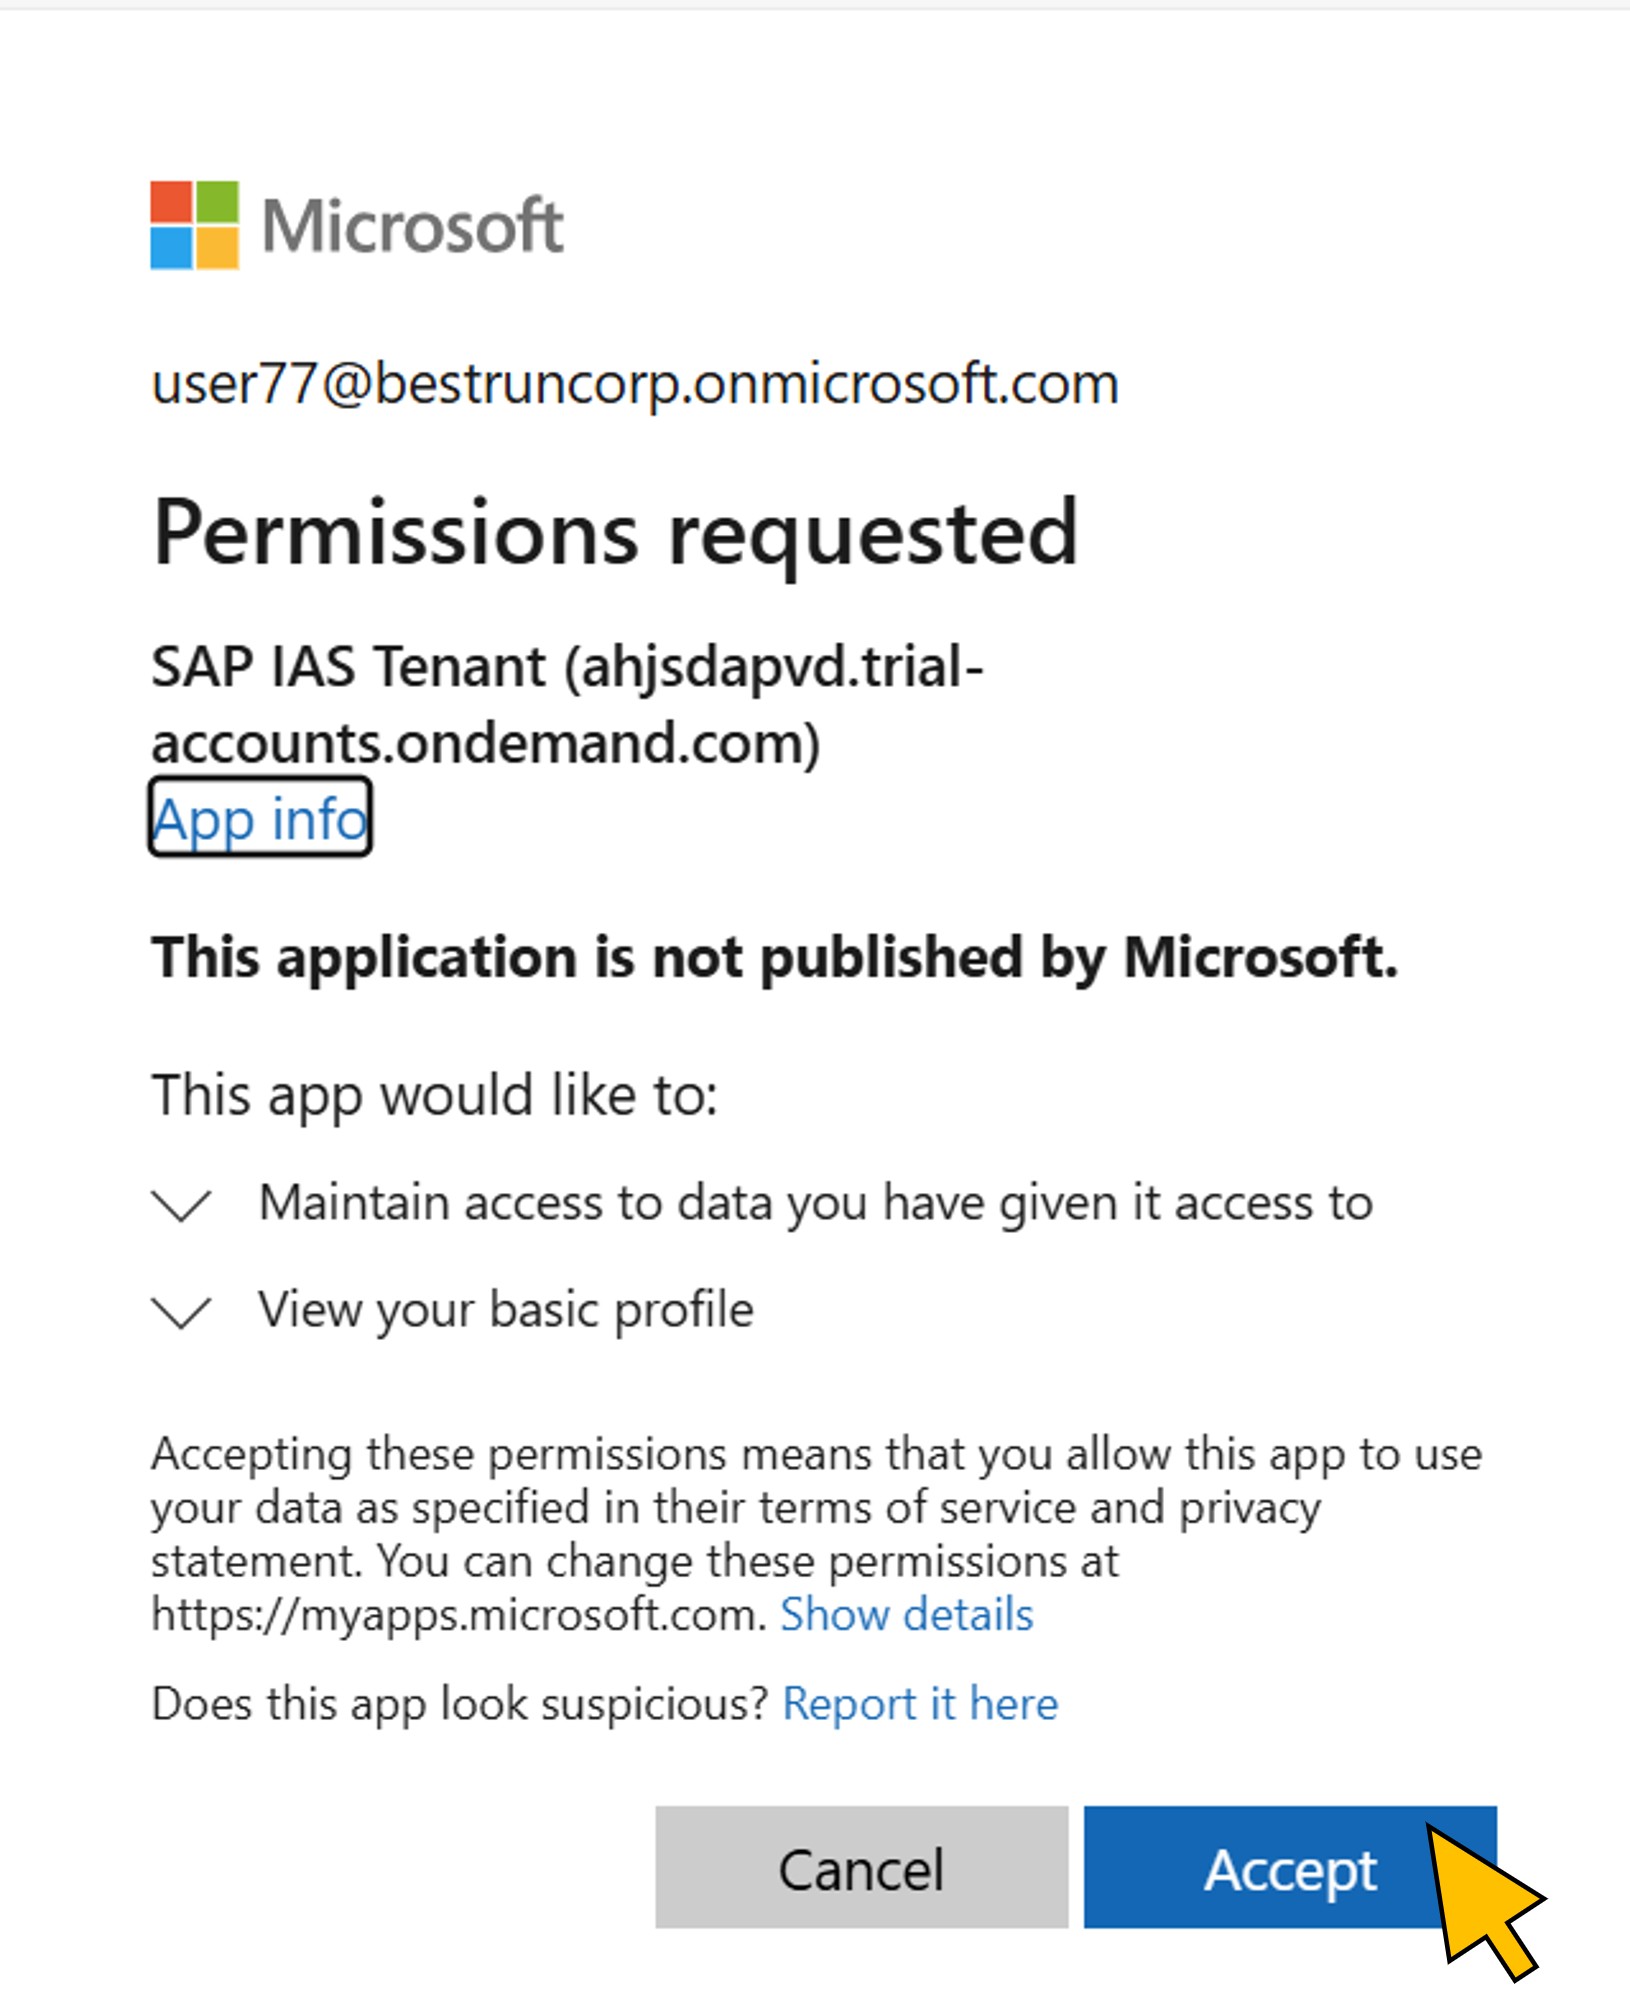 Microsoft
user77@bestruncorp.onmicrosoft.com
Permissions requested
SAP IAS Tenant (ahjsdapvd.trial-
accounts.ondemand.com)
App info
This application is not published by Microsoft.
This app would like to:
Maintain access to data you have given it access to
View your basic profile
Accepting these permissions means that you allow this app to use
your data as specified in their terms of service and privacy
statement. You can change these permissions at
https://myapps.microsoft.com. Show details
Does this app look suspicious? Report it here
Cancel
Accept